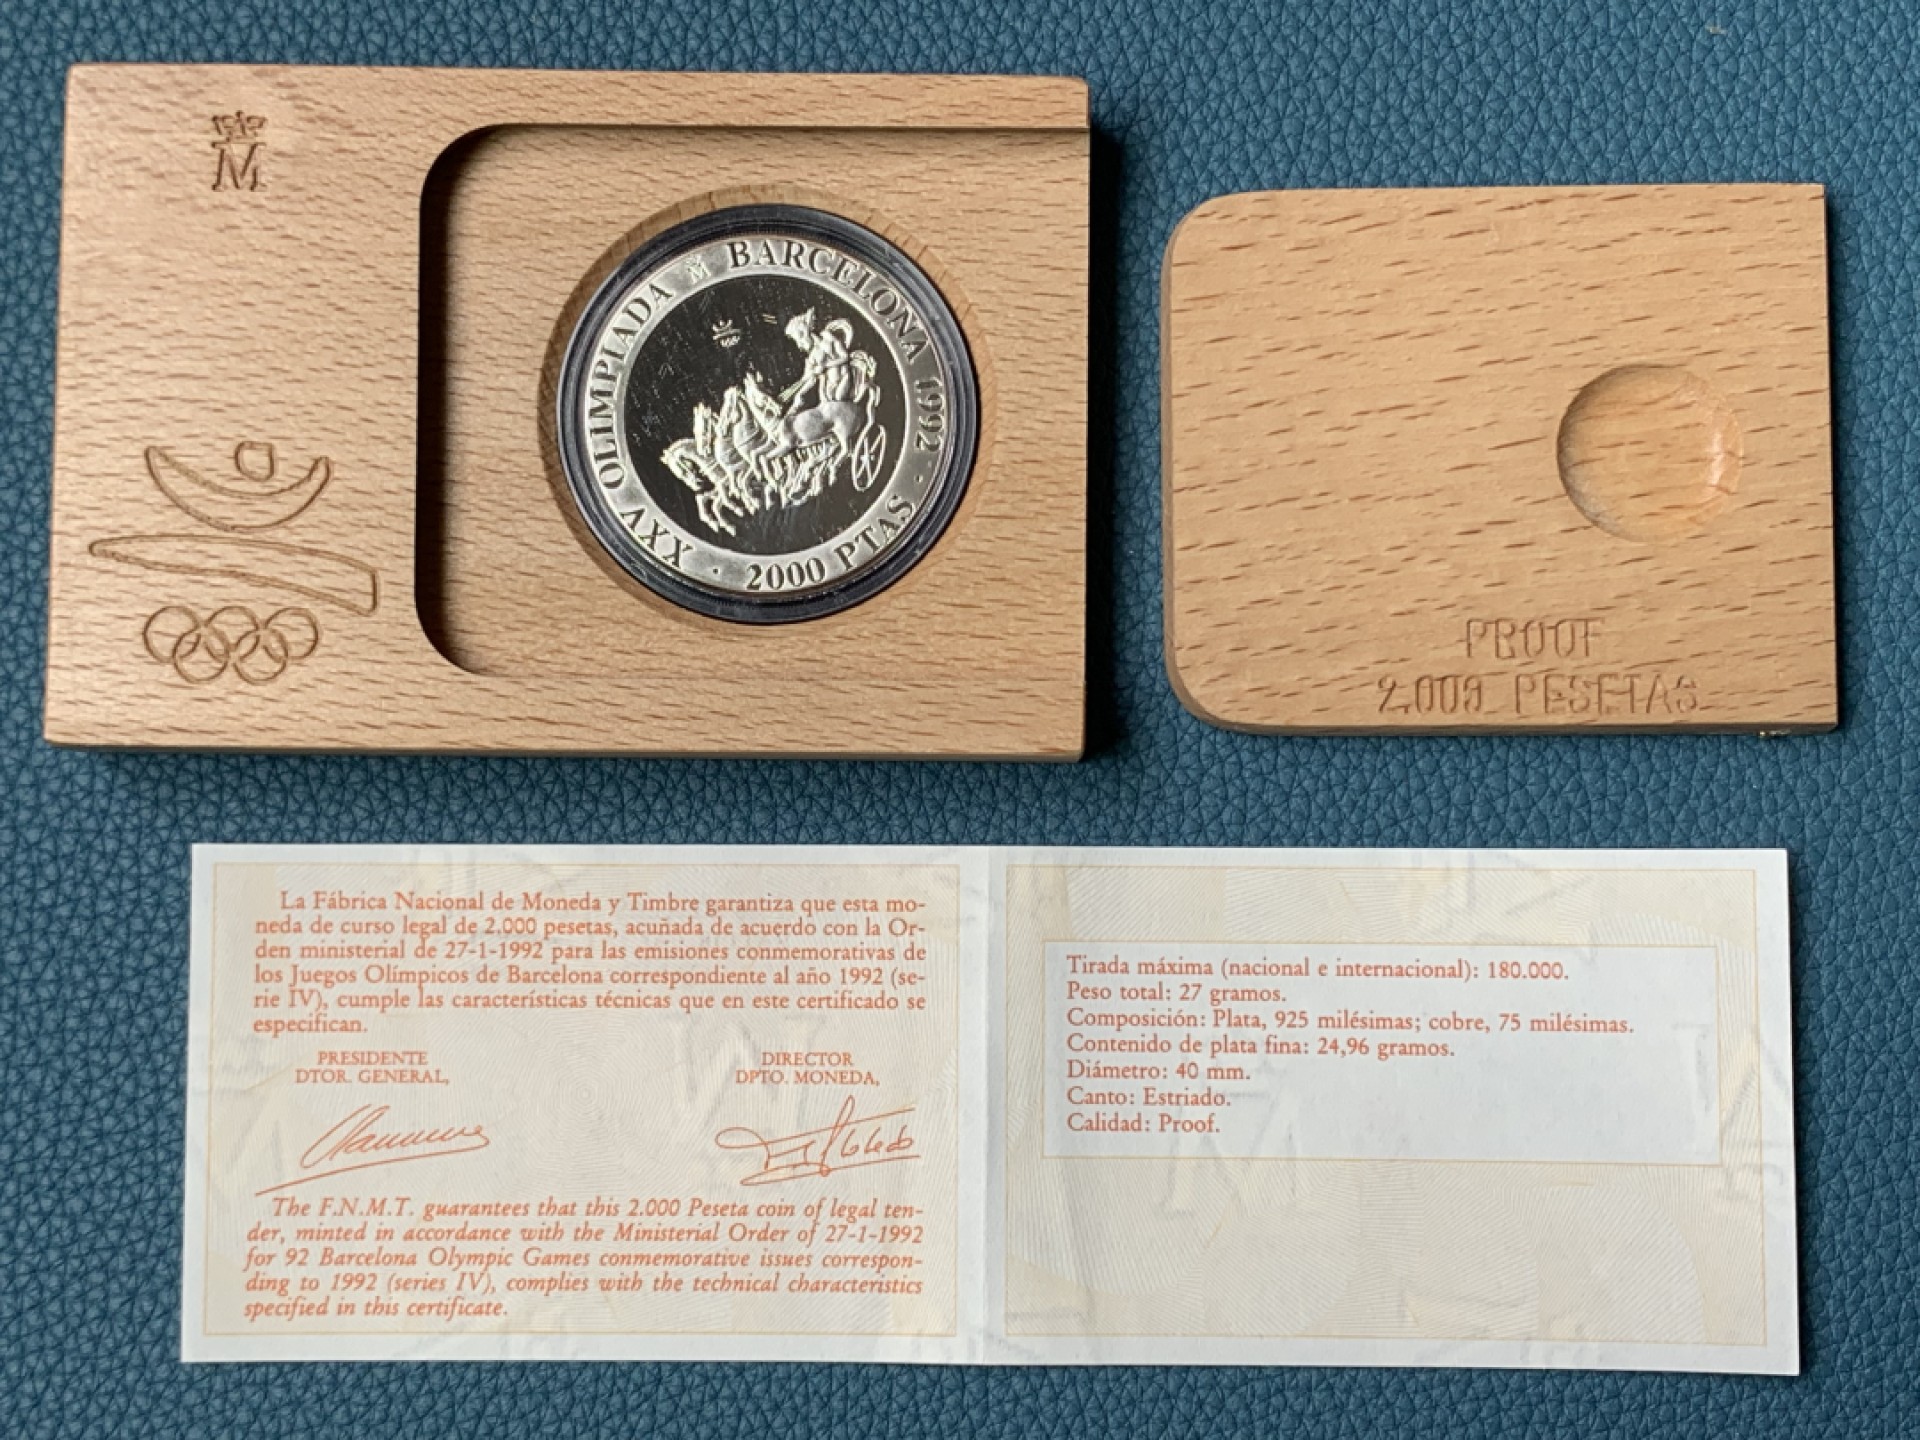 M
XXV OLIMPIADA M BARCELONA 1992 · 2000 PTAS ·
PROOF
2.000 PESETAS
La Fábrica Nacional de Moneda y Timbre garantiza que esta mo-
neda de curso legal de 2.000 pesetas, acuñada de acuerdo con la Or-
den ministerial de 27-1-1992 para las emisiones conmemorativas de
los Juegos Olímpicos de Barcelona correspondiente al año 1992 (se-
rie IV), cumple las características técnicas que en este certificado se
especifican.
PRESIDENTE
DTOR. GENERAL,
DIRECTOR
DPTO. MONEDA,
The F.N.M.T. guarantees that this 2.000 Peseta coin of legal ten-
der, minted in accordance with the Ministerial Order of 27-1-1992
for 92 Barcelona Olympic Games conmemorative issues correspon-
ding to 1992 (series IV), complies with the technical characteristics
specified in this certificate.
Tirada máxima (nacional e internacional): 180.000.
Peso total: 27 gramos.
Composición: Plata, 925 milésimas; cobre, 75 milésimas.
Contenido de plata fina: 24,96 gramos.
Diámetro: 40 mm.
Canto: Estriado.
Calidad: Proof.